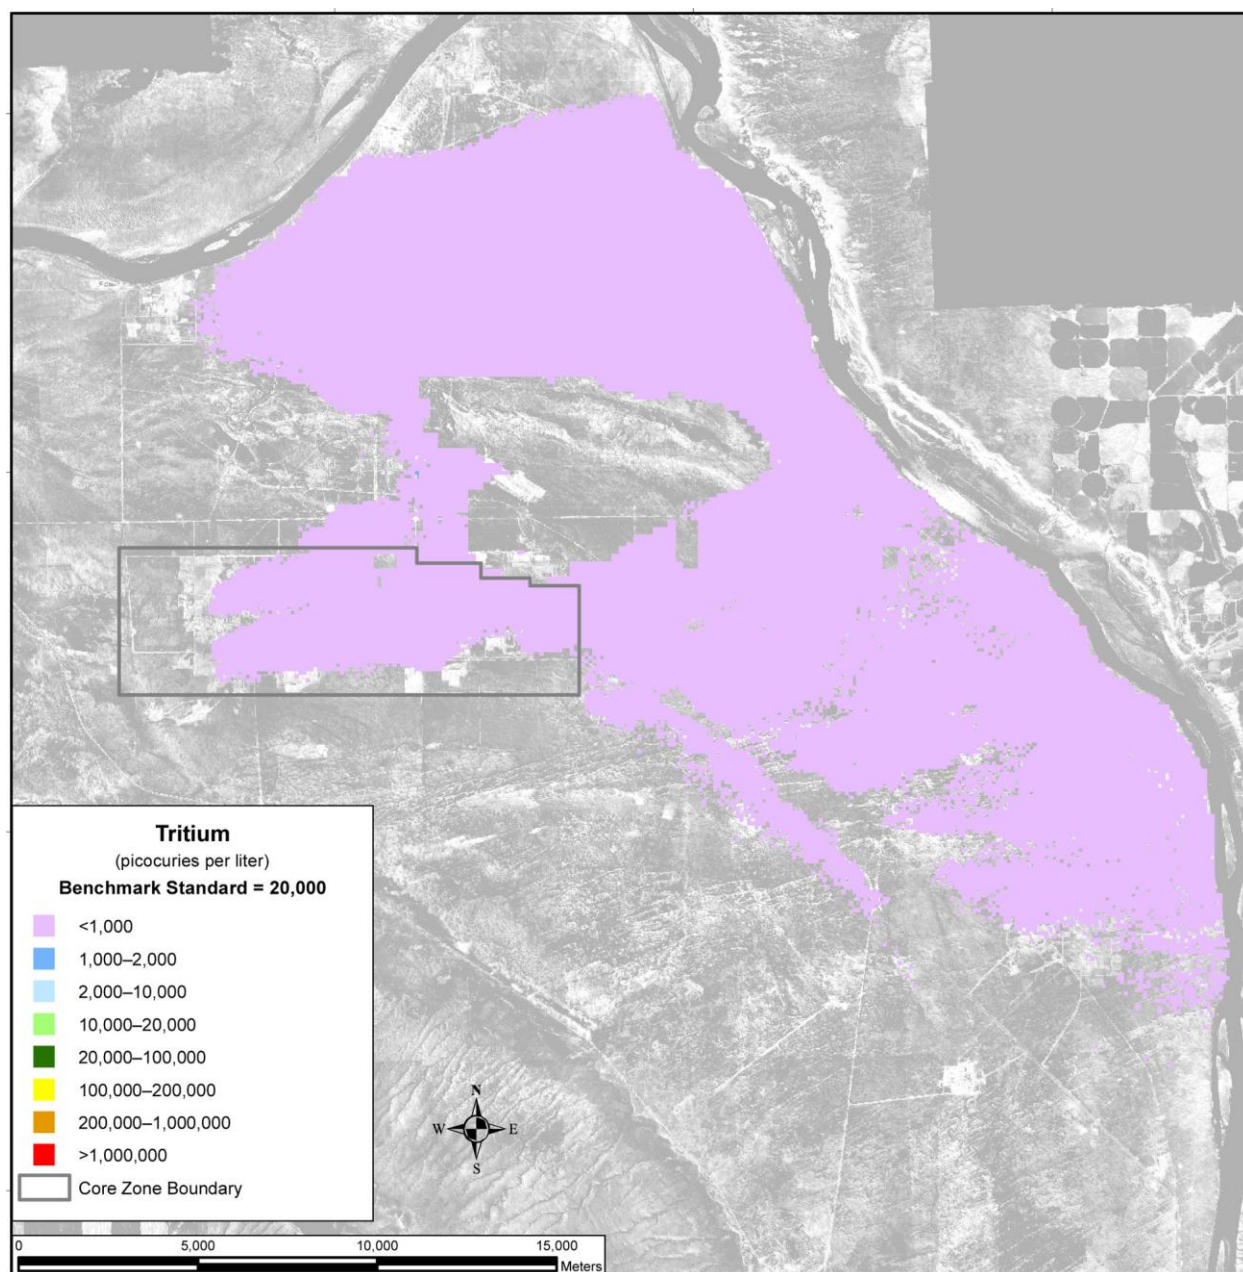 Tritium
(picocuries per liter)
Benchmark Standard = 20,000
<1,000
1,000–2,000
2,000–10,000
10,000–20,000
20,000–100,000
100,000–200,000
200,000–1,000,000
>1,000,000
Core Zone Boundary
N
W E
S
0 5,000 10,000 15,000
Meters